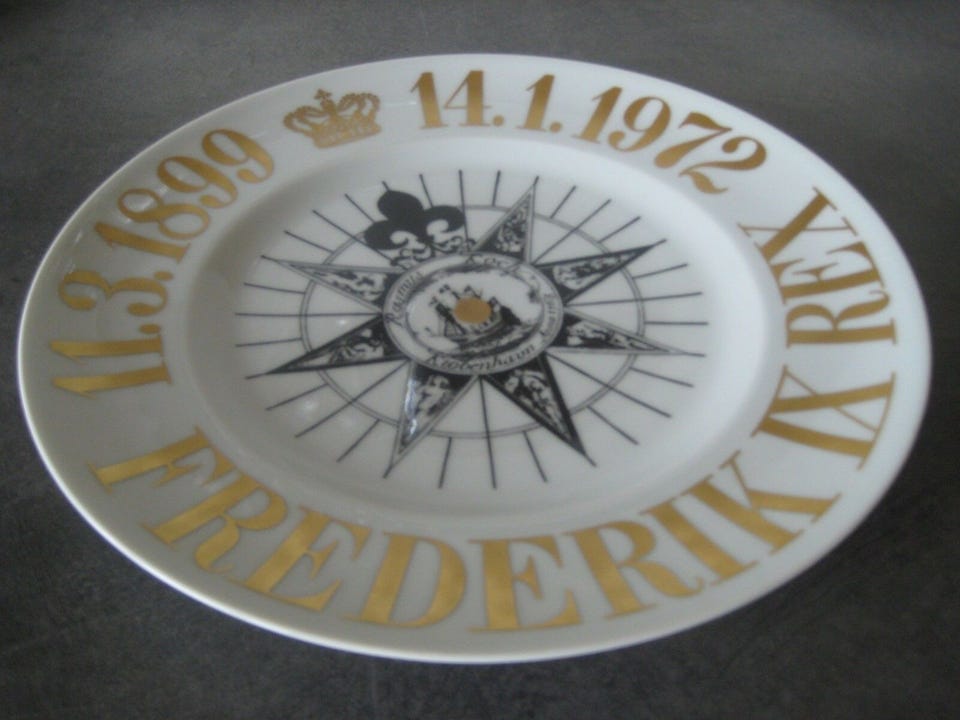 11.3.1899 14.1.1972
FREDERIK IX REX
København